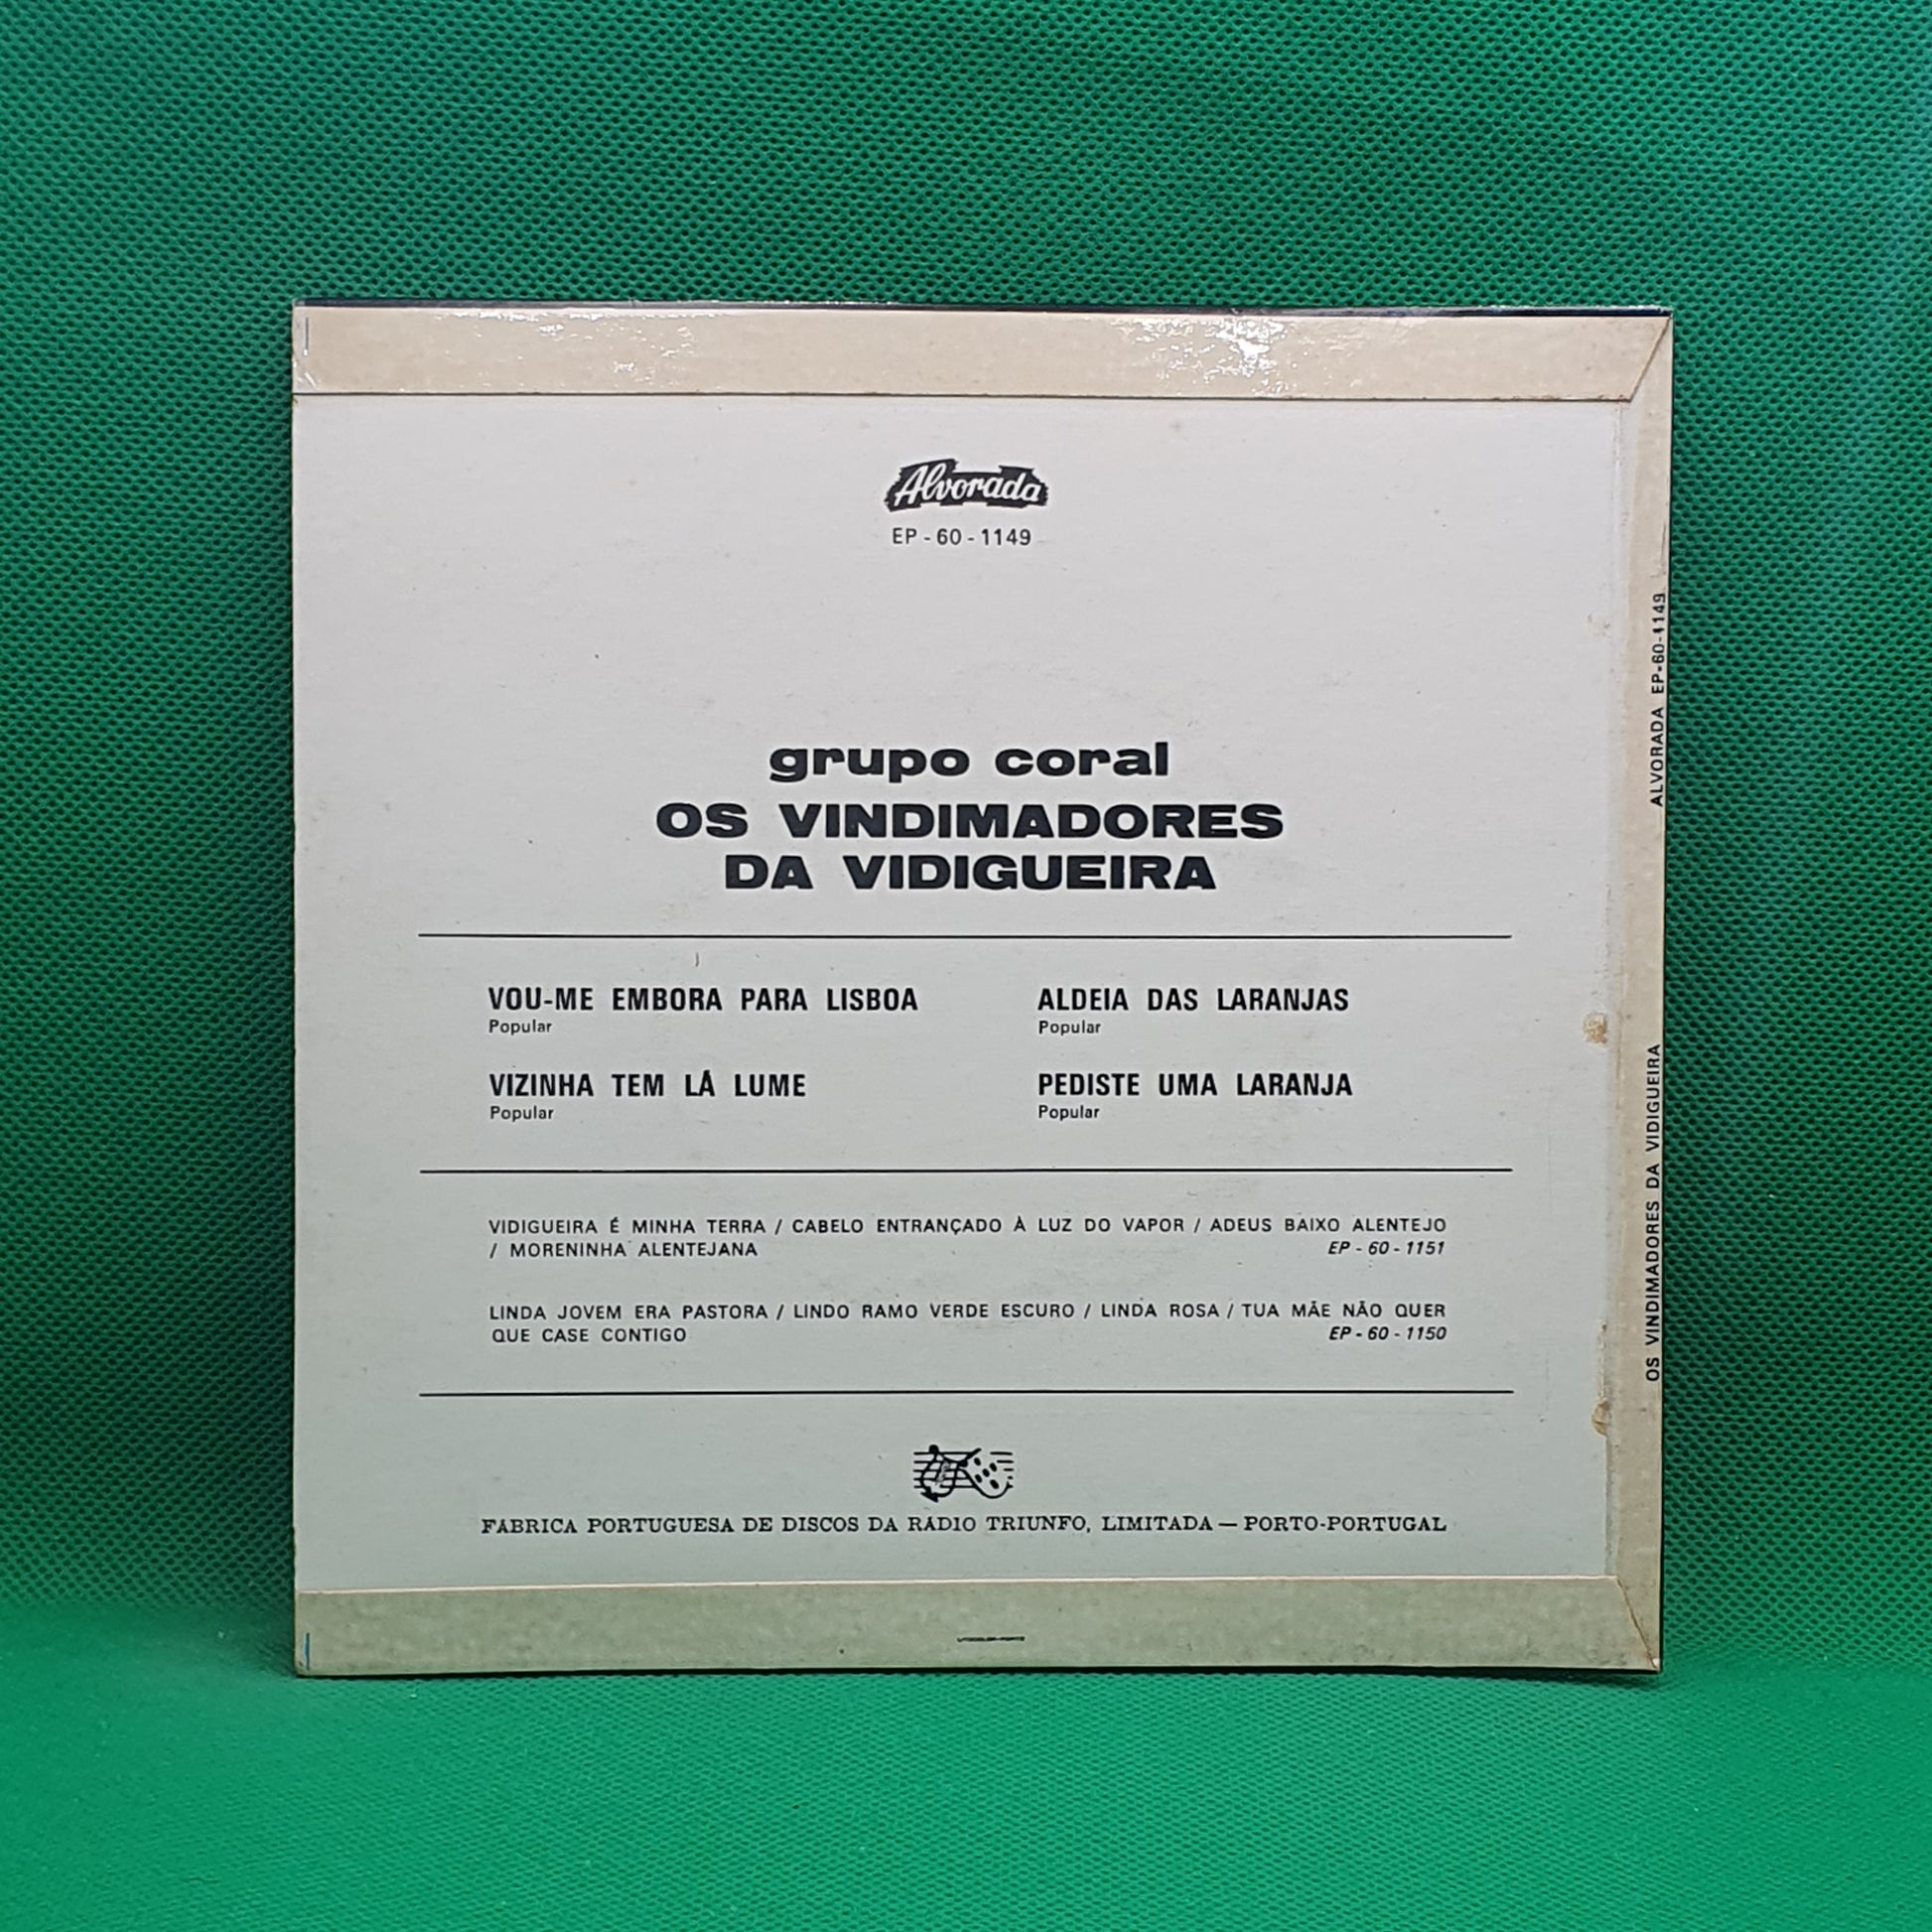 Alvorada
EP - 60 - 1149
grupo coral
OS VINDIMADORES
DA VIDIGUEIRA
VOU-ME EMBORA PARA LISBOA
Popular
VIZINHA TEM LÁ LUME
Popular
ALDEIA DAS LARANJAS
Popular
PEDISTE UMA LARANJA
Popular
VIDIGUEIRA É MINHA TERRA / CABELO ENTRANÇADO À LUZ DO VAPOR / ADEUS BAIXO ALENTEJO
/ MORENINHA ALENTEJANA EP - 60 - 1151
LINDA JOVEM ERA PASTORA / LINDO RAMO VERDE ESCURO / LINDA ROSA / TUA MÃE NÃO QUER
QUE CASE CONTIGO EP - 60 - 1150
FÁBRICA PORTUGUESA DE DISCOS DA RÁDIO TRIUNFO, LIMITADA — PORTO-PORTUGAL
OS VINDIMADORES DA VIDIGUEIRA ALVORADA EP-60-1149